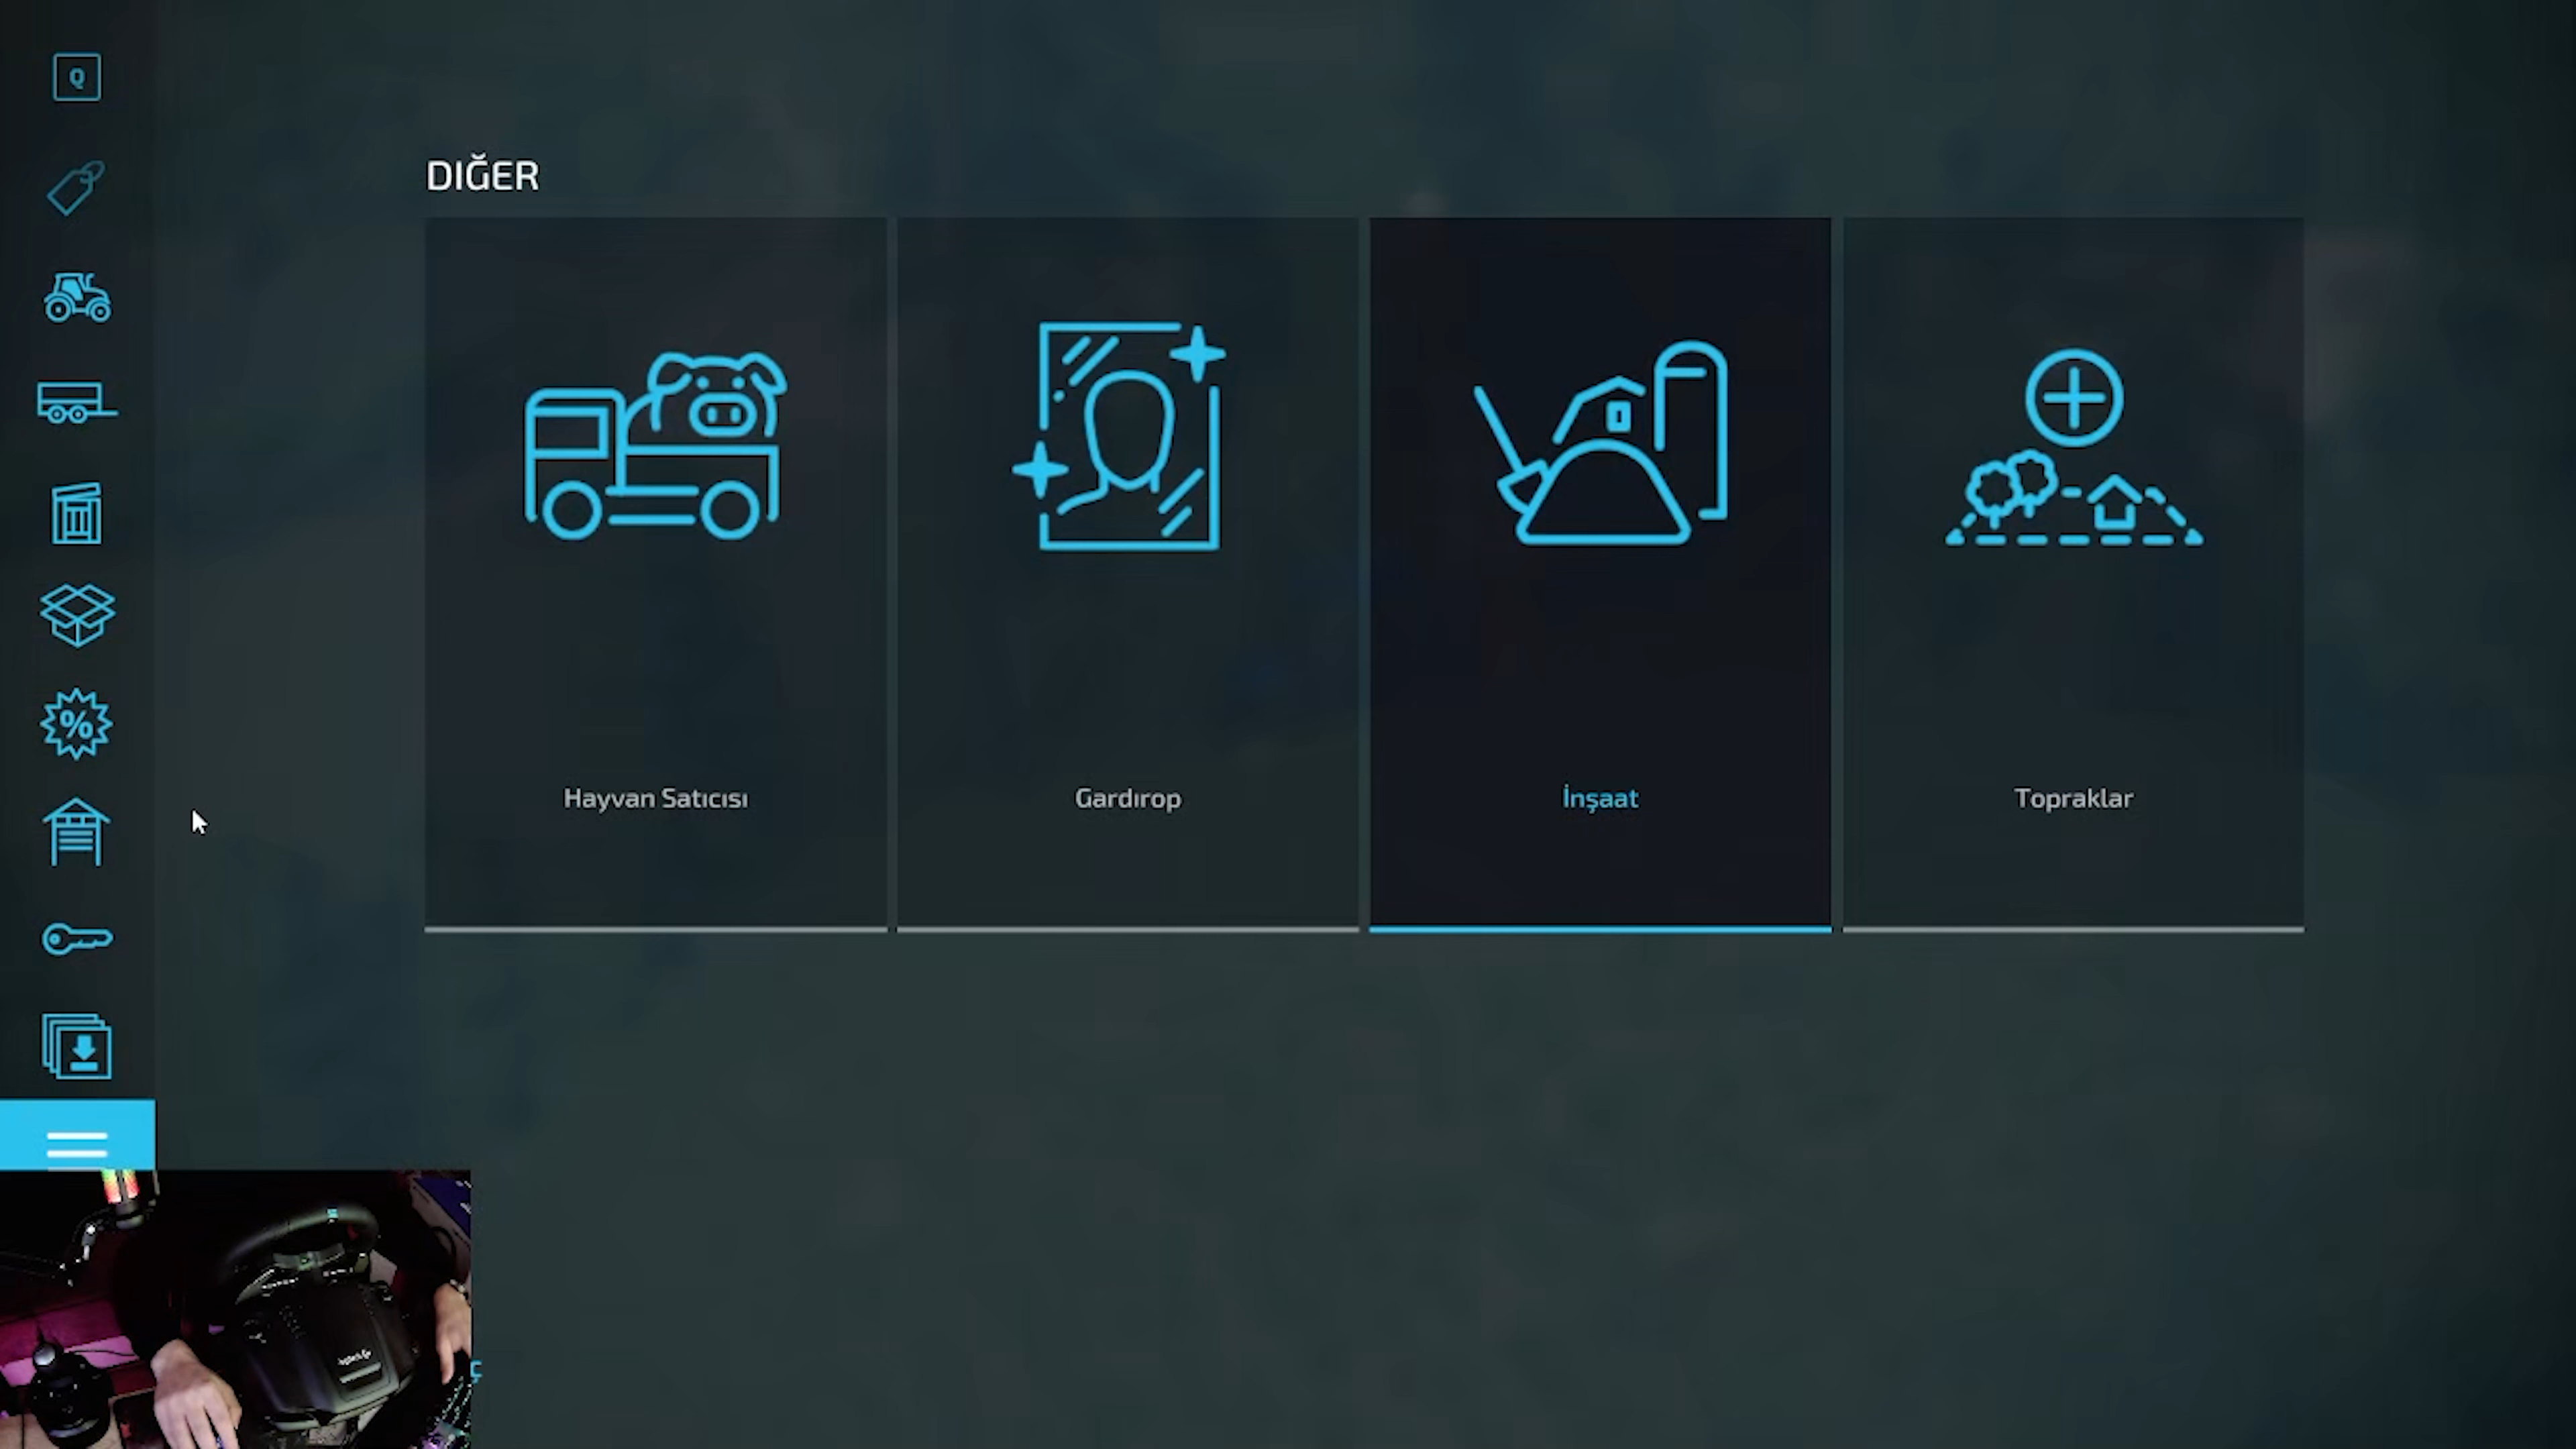 Q
DIĞER
%
Hayvan Satıcısı
Gardırop
İnşaat
Topraklar
ç